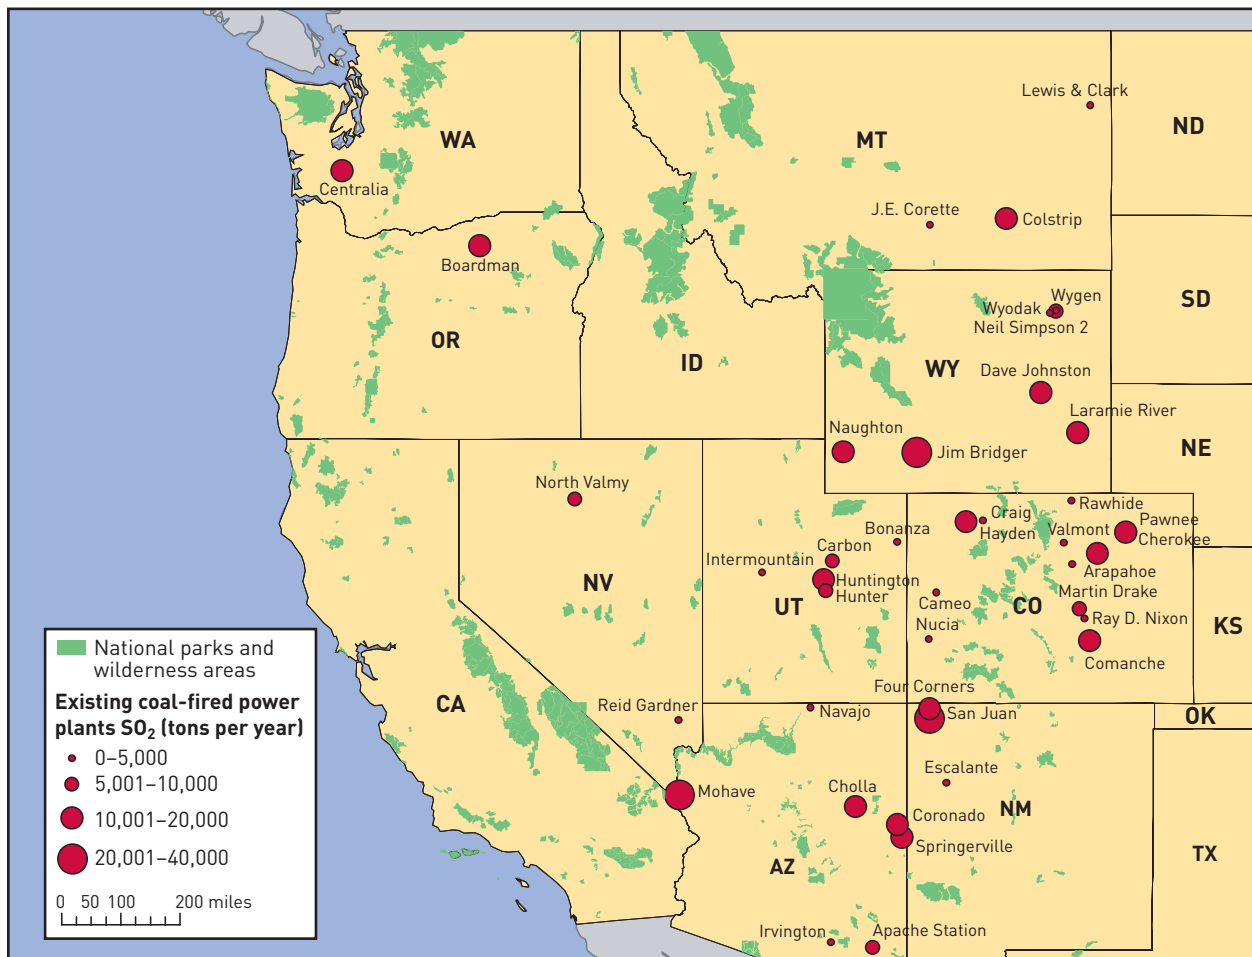 Lewis & Clark
ND
WA
MT
Centralia
J.E. Corette
Colstrip
Boardman
Wygen
Wyodak
SD
Neil Simpson 2
OR
ID
WY
Dave Johnston
Laramie River
Naughton
Jim Bridger
NE
North Valmy
Rawhide
Craig
Pawnee
Bonanza
Hayden
Valmont
Cherokee
Carbon
Intermountain
Arapahoe
NV
Huntington
Martin Drake
Hunter
UT
Cameo
CO
Ray D. Nixon
KS
Nucia
Comanche
National parks and
wilderness areas
Existing coal-fired power
plants SO₂ (tons per year)
0–5,000
5,001–10,000
10,001–20,000
20,001–40,000
0 50 100 200 miles
CA
Four Corners
Reid Gardner
Navajo
San Juan
OK
Escalante
Mohave
Cholla
NM
Coronado
Springerville
AZ
TX
Irvington
Apache Station